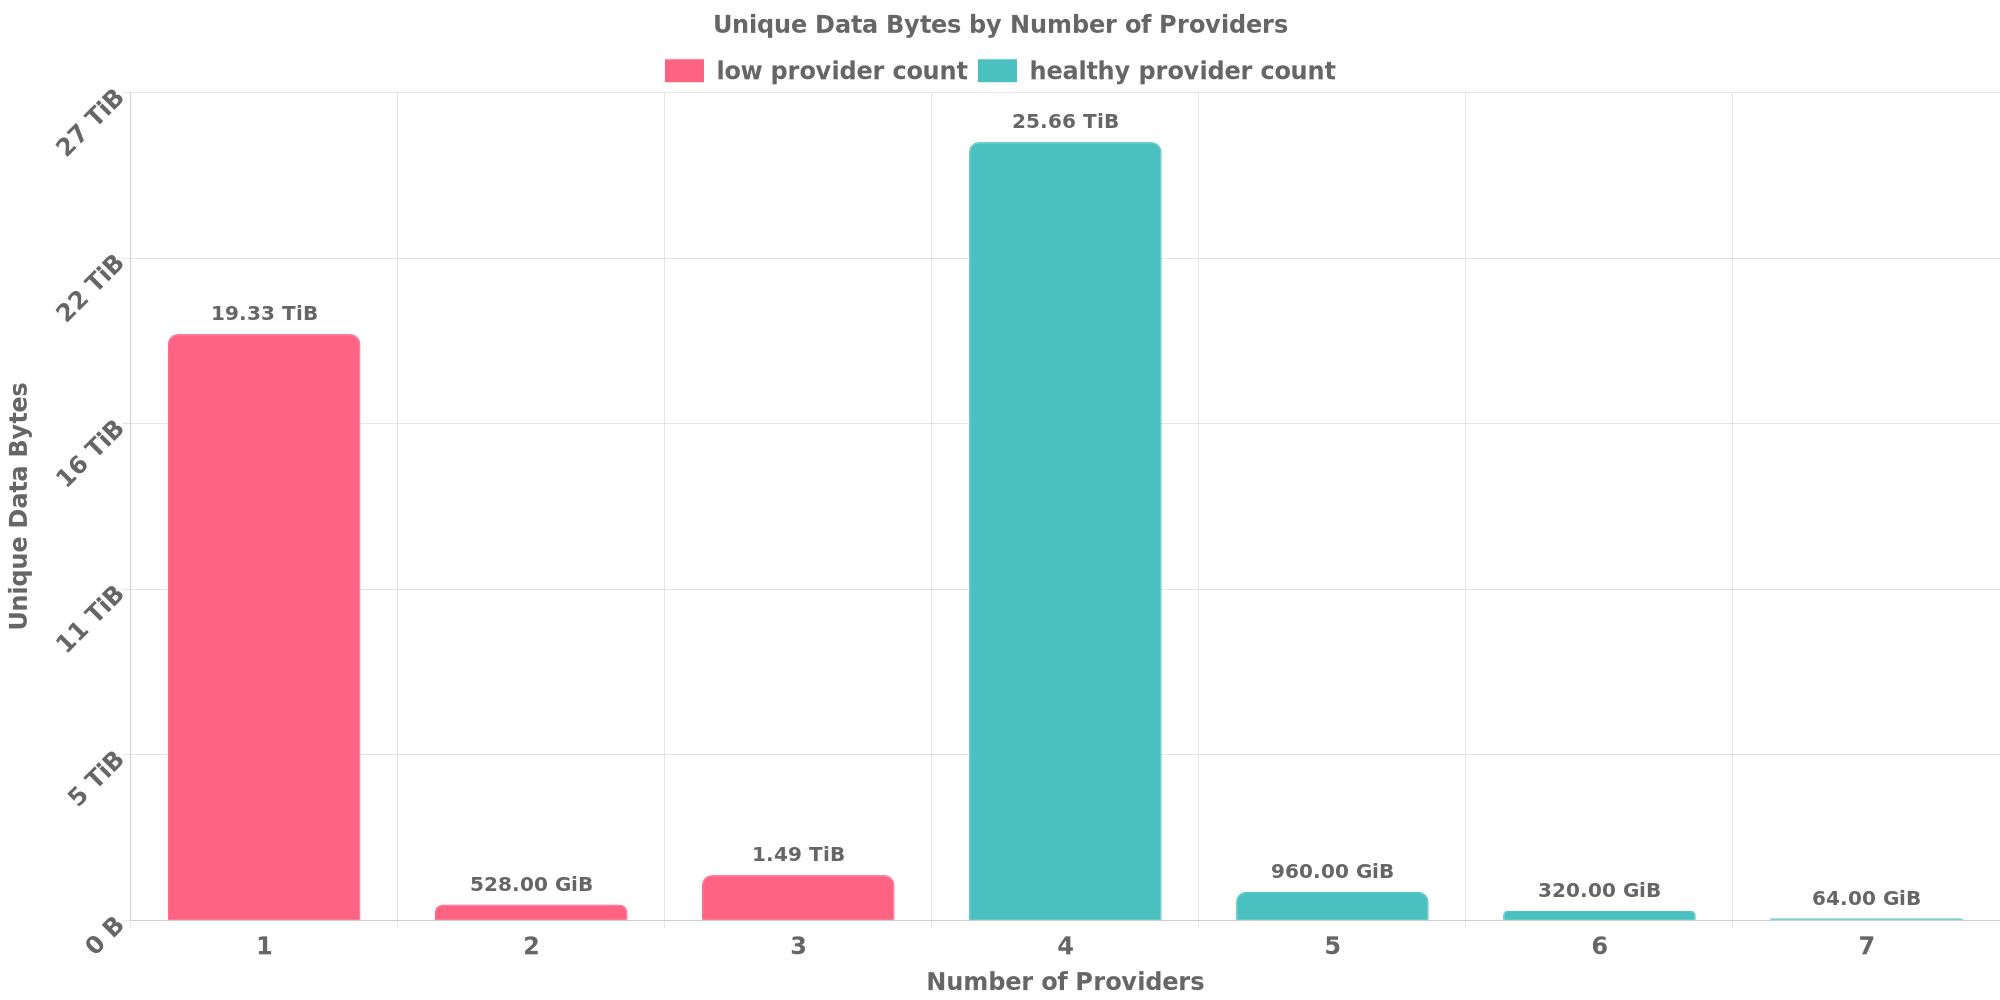 Unique Data Bytes by Number of Providers
low provider count healthy provider count
27 TiB
22 TiB
16 TiB
11 TiB
5 TiB
0 B
Unique Data Bytes
19.33 TiB
528.00 GiB
1.49 TiB
25.66 TiB
960.00 GiB
320.00 GiB
64.00 GiB
1 2 3 4 5 6 7
Number of Providers